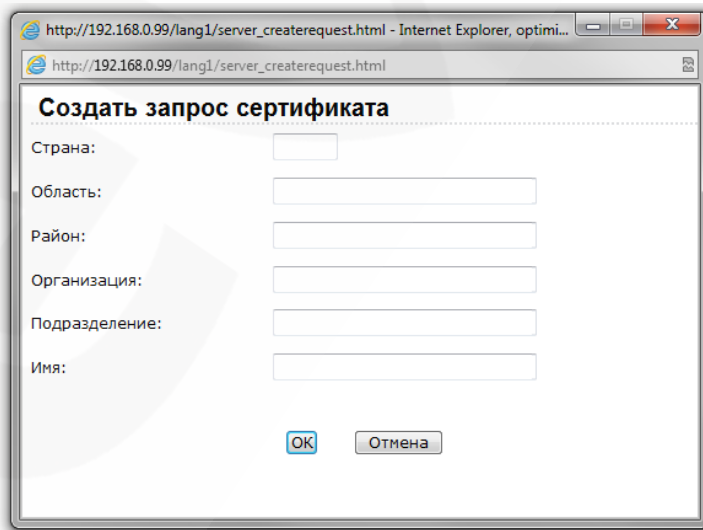 http://192.168.0.99/lang1/server_createrequest.html - Internet Explorer, optimi...
http://192.168.0.99/lang1/server_createrequest.html
Создать запрос сертификата
Страна:
Область:
Район:
Организация:
Подразделение:
Имя:
OK Отмена